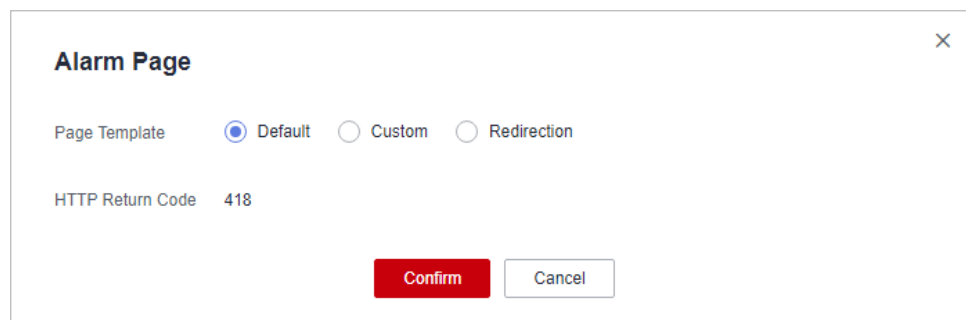 Alarm Page
Page Template Default Custom Redirection
HTTP Return Code 418
Confirm Cancel